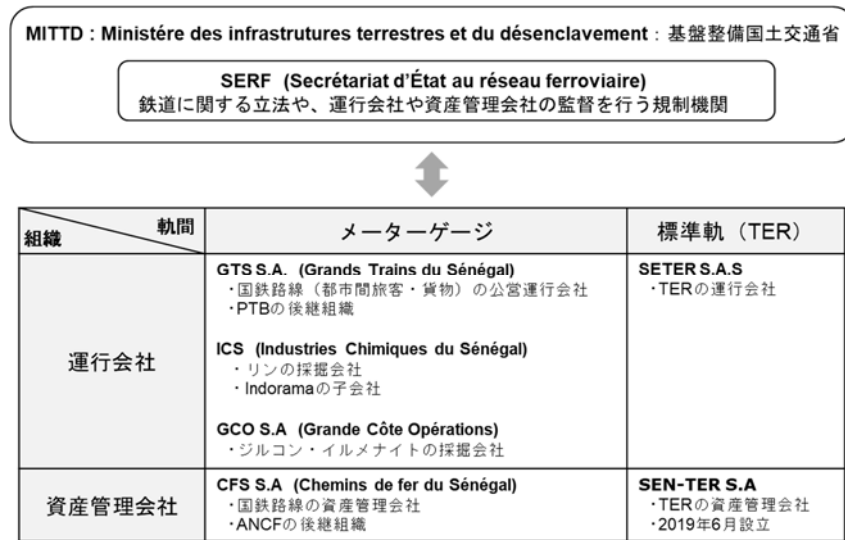 MITTD : Ministére des infrastrutures terrestres et du désenclavement : 基盤整備国土交通省
SERF (Secrétariat d'État au réseau ferroviaire)
鉄道に関する立法や、運行会社や資産管理会社の監督を行う規制機関
軌間
組織
メーターゲージ
標準軌（TER）
運行会社
GTS S.A. (Grands Trains du Sénégal)
・国鉄路線（都市間旅客・貨物）の公営運行会社
・PTBの後継組織
ICS (Industries Chimiques du Sénégal)
・リンの採掘会社
・Indoramaの子会社
GCO S.A (Grande Côte Opérations)
・ジルコン・イルメナイトの採掘会社
SETER S.A.S
・TERの運行会社
資産管理会社
CFS S.A (Chemins de fer du Sénégal)
・国鉄路線の資産管理会社
・ANCFの後継組織
SEN-TER S.A
・TERの資産管理会社
・2019年6月設立